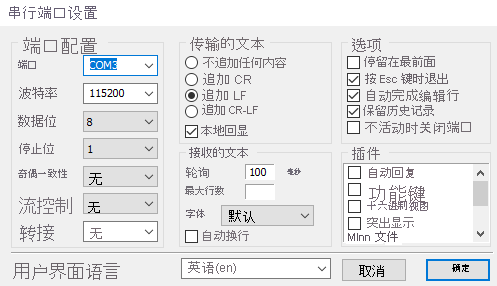 串行端口设置
端口配置
端口 COM3
波特率 115200
数据位 8
停止位 1
奇偶一致性 无
流控制 无
转接 无
传输的文本
不追加任何内容
追加 CR
追加 LF
追加 CR-LF
本地回显
接收的文本
轮询 100 毫秒
最大行数
字体 默认
自动换行
选项
停留在最前面
按 Esc 键时退出
自动完成编辑行
保留历史记录
不活动时关闭端口
插件
自动回复
功能键
十六进制视图
突出显示
MInn 文件
用户界面语言 英语(en) 取消 确定